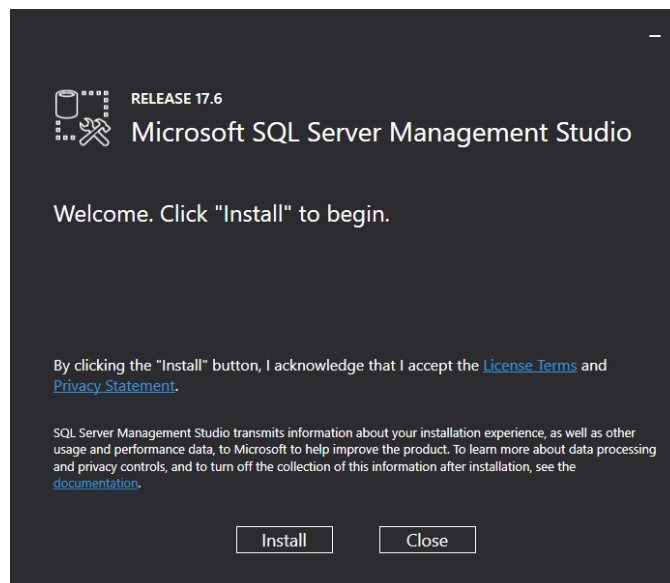 RELEASE 17.6
Microsoft SQL Server Management Studio
Welcome. Click "Install" to begin.
By clicking the "Install" button, I acknowledge that I accept the License Terms and
Privacy Statement.
SQL Server Management Studio transmits information about your installation experience, as well as other
usage and performance data, to Microsoft to help improve the product. To learn more about data processing
and privacy controls, and to turn off the collection of this information after installation, see the
documentation.
Install Close